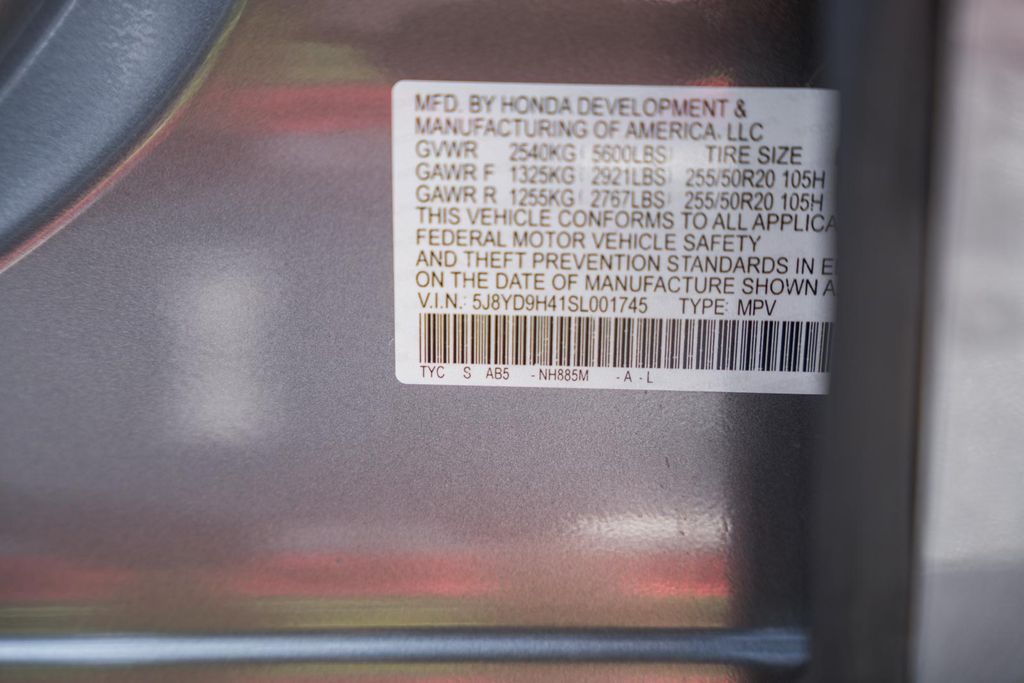 MFD. BY HONDA DEVELOPMENT &
MANUFACTURING OF AMERICA, LLC
GVWR 2540KG ( 5600LBS) TIRE SIZE
GAWR F 1325KG ( 2921LBS) 255/50R20 105H
GAWR R 1255KG ( 2767LBS) 255/50R20 105H
THIS VEHICLE CONFORMS TO ALL APPLICA
FEDERAL MOTOR VEHICLE SAFETY
AND THEFT PREVENTION STANDARDS IN E
ON THE DATE OF MANUFACTURE SHOWN A
V.I.N.: 5J8YD9H41SL001745 TYPE: MPV
TYC S AB5 - NH885M - A - L